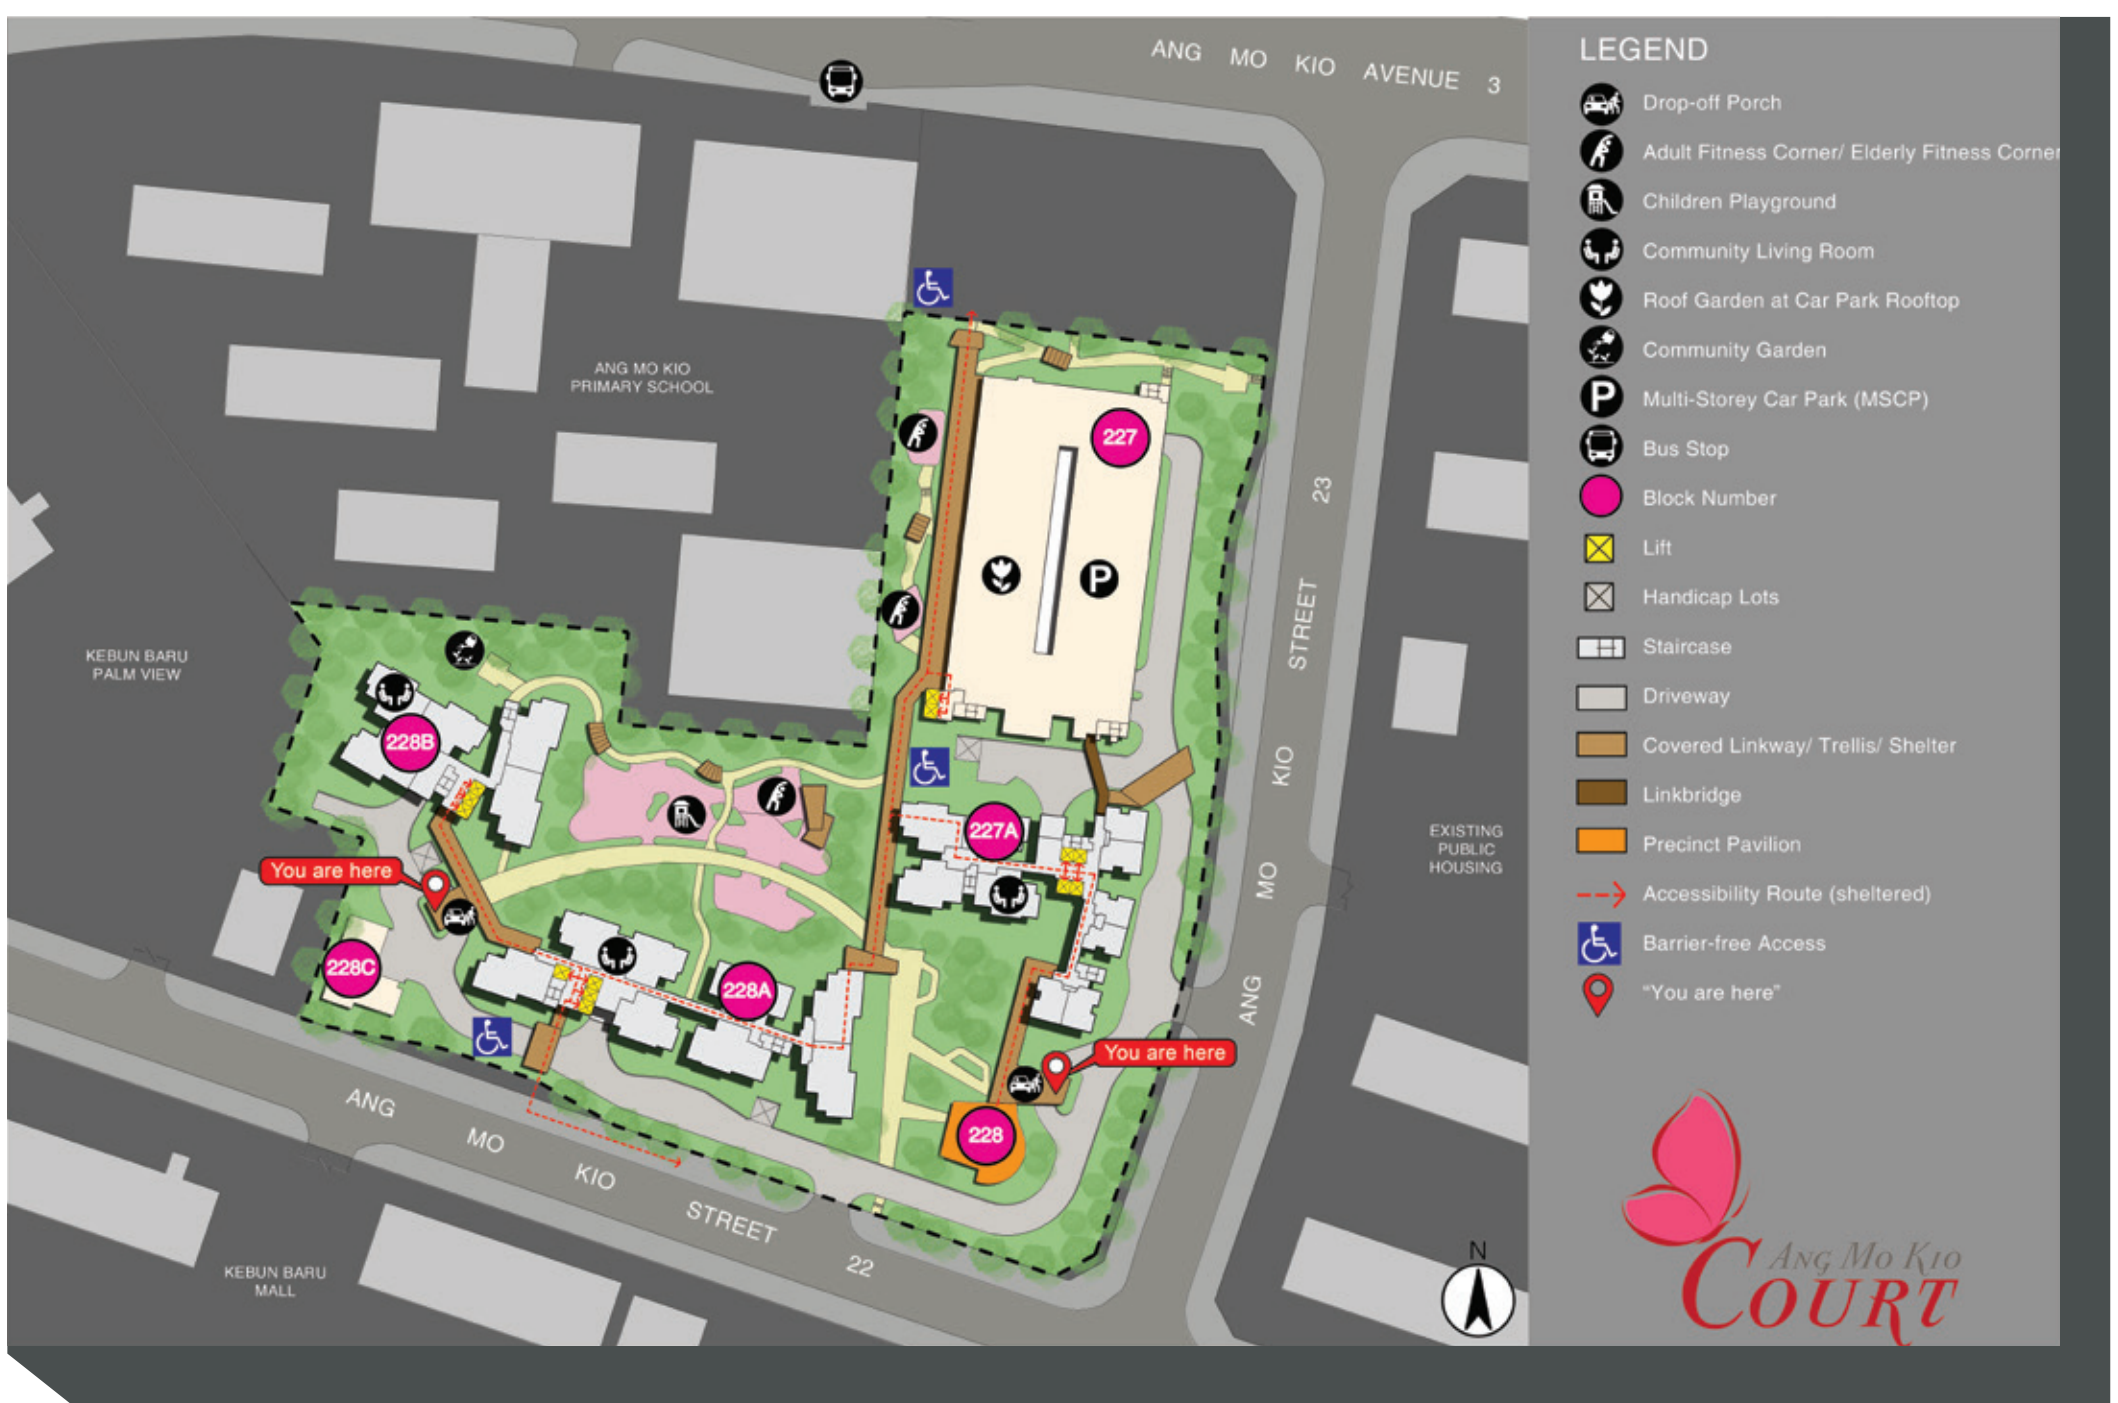 ANG MO KIO AVENUE 3
ANG MO KIO
PRIMARY SCHOOL
KEBUN BARU
PALM VIEW
227
228B
227A
228A
228C
228
You are here
You are here
ANG MO KIO STREET 23
EXISTING
PUBLIC
HOUSING
ANG MO KIO STREET 22
KEBUN BARU
MALL
N
P
LEGEND
Drop-off Porch
Adult Fitness Corner/ Elderly Fitness Corner
Children Playground
Community Living Room
Roof Garden at Car Park Rooftop
Community Garden
P Multi-Storey Car Park (MSCP)
Bus Stop
Block Number
Lift
Handicap Lots
Staircase
Driveway
Covered Linkway/ Trellis/ Shelter
Linkbridge
Precinct Pavilion
Accessibility Route (sheltered)
Barrier-free Access
“You are here”
ANG MO KIO
COURT